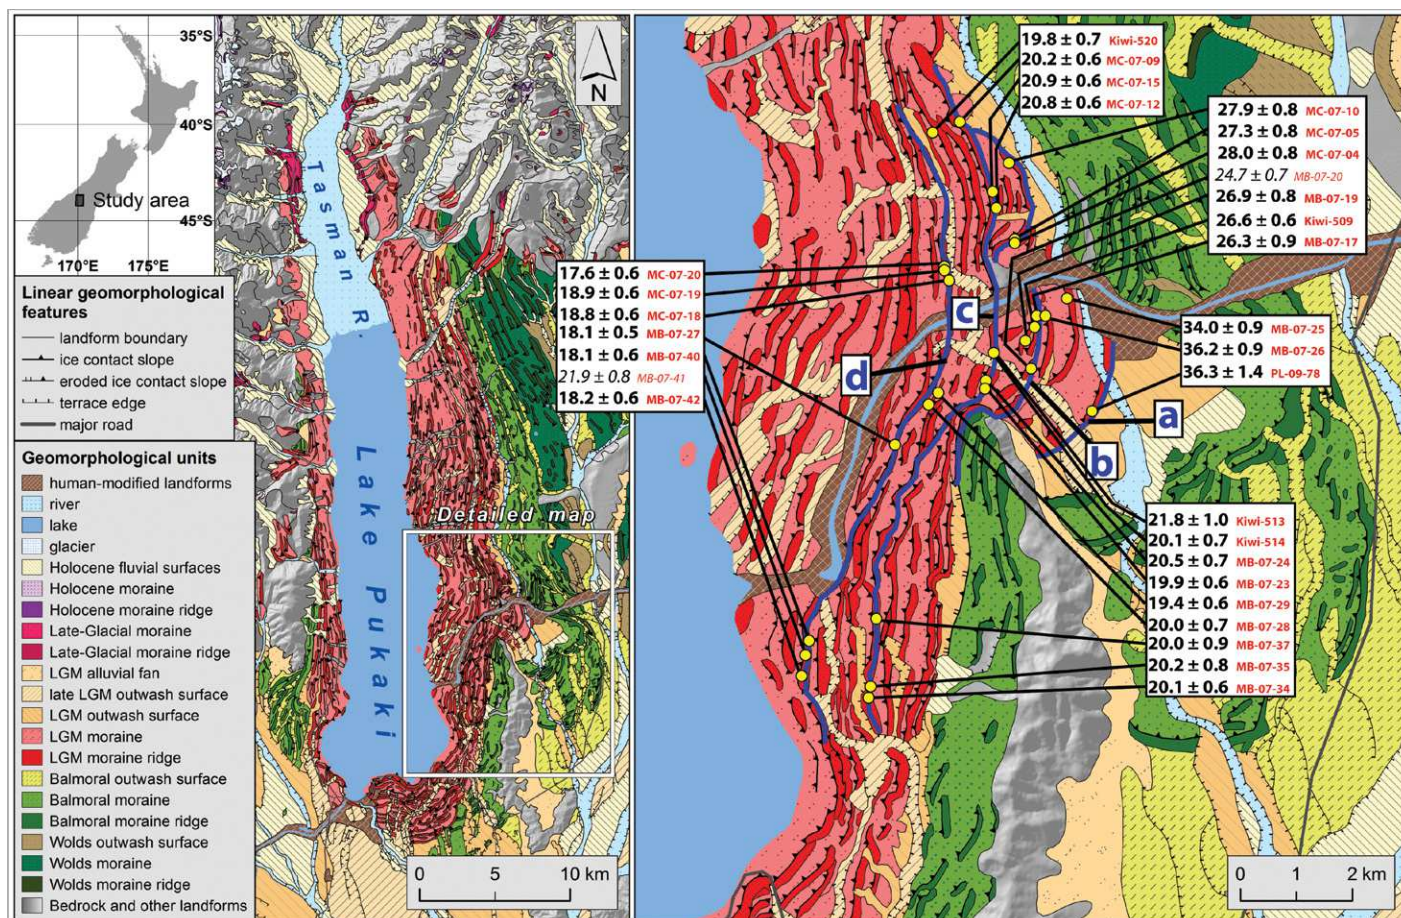 35°S
40°S
45°S
170°E 175°E
Study area
N
Linear geomorphological
features
landform boundary
ice contact slope
eroded ice contact slope
terrace edge
major road
Geomorphological units
human-modified landforms
river
lake
glacier
Holocene fluvial surfaces
Holocene moraine
Holocene moraine ridge
Late-Glacial moraine
Late-Glacial moraine ridge
LGM alluvial fan
late LGM outwash surface
LGM outwash surface
LGM moraine
LGM moraine ridge
Balmoral outwash surface
Balmoral moraine
Balmoral moraine ridge
Wolds outwash surface
Wolds moraine
Wolds moraine ridge
Bedrock and other landforms
Tasman R.
Lake Pukaki
Detailed map
0 5 10 km
19.8 ± 0.7 Kiwi-520
20.2 ± 0.6 MC-07-09
20.9 ± 0.6 MC-07-15
20.8 ± 0.6 MC-07-12
27.9 ± 0.8 MC-07-10
27.3 ± 0.8 MC-07-05
28.0 ± 0.8 MC-07-04
24.7 ± 0.7 MB-07-20
26.9 ± 0.8 MB-07-19
26.6 ± 0.6 Kiwi-509
26.3 ± 0.9 MB-07-17
17.6 ± 0.6 MC-07-20
18.9 ± 0.6 MC-07-19
18.8 ± 0.6 MC-07-18
18.1 ± 0.5 MB-07-27
18.1 ± 0.6 MB-07-40
21.9 ± 0.8 MB-07-41
18.2 ± 0.6 MB-07-42
34.0 ± 0.9 MB-07-25
36.2 ± 0.9 MB-07-26
36.3 ± 1.4 PL-09-78
c
d
a
b
21.8 ± 1.0 Kiwi-513
20.1 ± 0.7 Kiwi-514
20.5 ± 0.7 MB-07-24
19.9 ± 0.6 MB-07-23
19.4 ± 0.6 MB-07-29
20.0 ± 0.7 MB-07-28
20.0 ± 0.9 MB-07-37
20.2 ± 0.8 MB-07-35
20.1 ± 0.6 MB-07-34
0 1 2 km